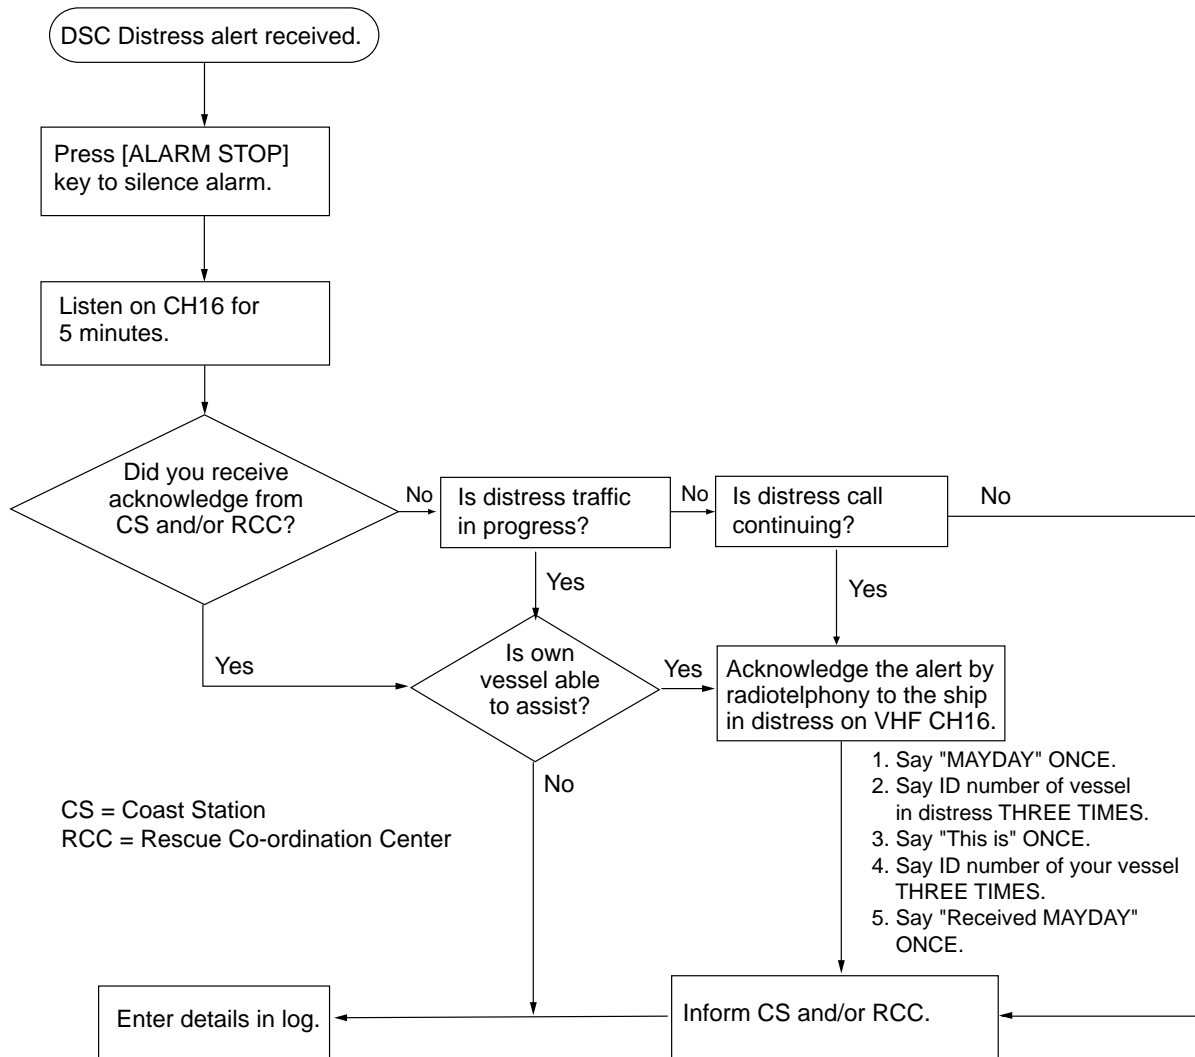 DSC Distress alert received.
Press [ALARM STOP]
key to silence alarm.
Listen on CH16 for
5 minutes.
Did you receive
acknowledge from
CS and/or RCC?
No
Is distress traffic
in progress?
No
Is distress call
continuing?
No
Yes
Yes
Yes
Is own
vessel able
to assist?
Yes
Acknowledge the alert by
radiotelphony to the ship
in distress on VHF CH16.
No
1. Say "MAYDAY" ONCE.
2. Say ID number of vessel
in distress THREE TIMES.
3. Say "This is" ONCE.
4. Say ID number of your vessel
THREE TIMES.
5. Say "Received MAYDAY"
ONCE.
CS = Coast Station
RCC = Rescue Co-ordination Center
Enter details in log.
Inform CS and/or RCC.